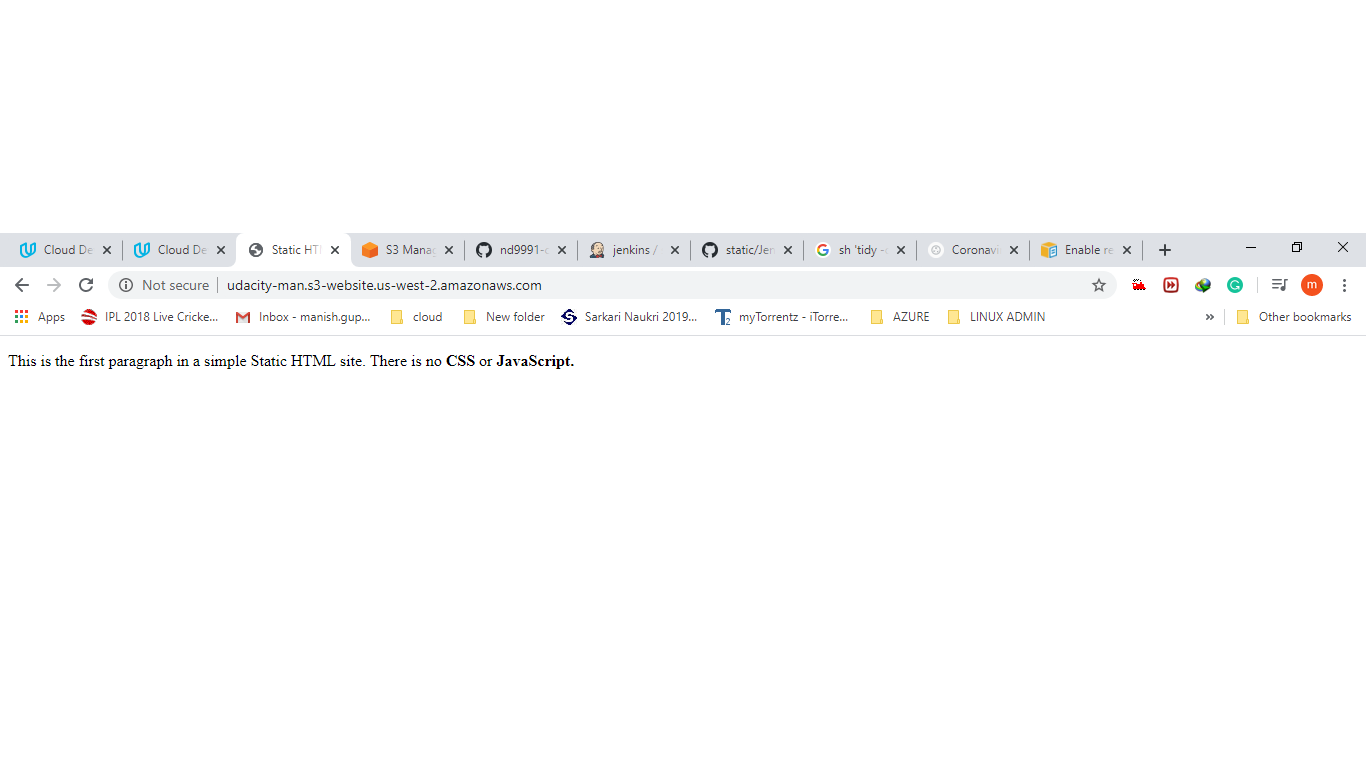 Cloud De Cloud De Static HTM S3 Manag nd9991-c jenkins / static/Jen sh 'tidy -c Coronavi Enable re
Not secure udacity-man.s3-website.us-west-2.amazonaws.com m
Apps IPL 2018 Live Cricke... Inbox - manish.gup... cloud New folder Sarkari Naukri 2019... myTorrentz - iTorre... AZURE LINUX ADMIN » Other bookmarks
This is the first paragraph in a simple Static HTML site. There is no CSS or JavaScript.